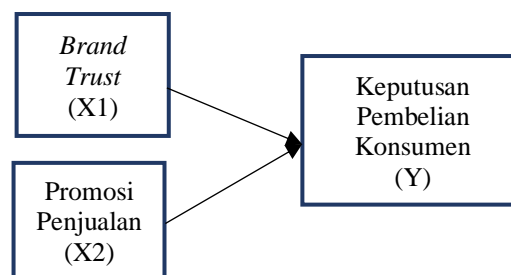 Brand
Trust
(X1)
Keputusan
Pembelian
Konsumen
(Y)
Promosi
Penjualan
(X2)